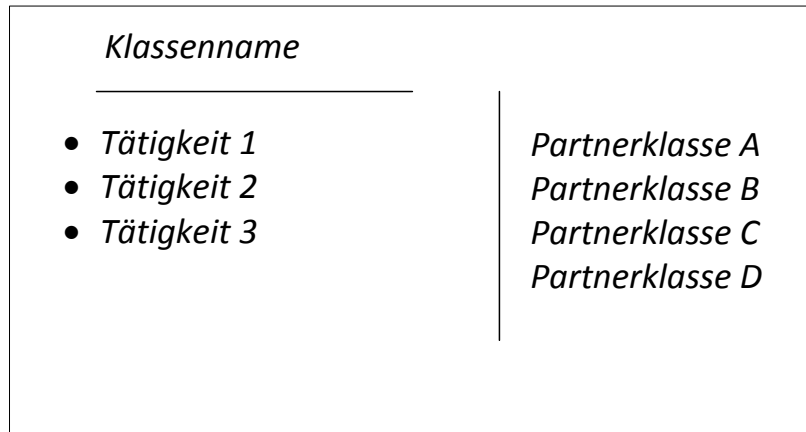 Klassenname
• Tätigkeit 1
• Tätigkeit 2
• Tätigkeit 3
Partnerklasse A
Partnerklasse B
Partnerklasse C
Partnerklasse D